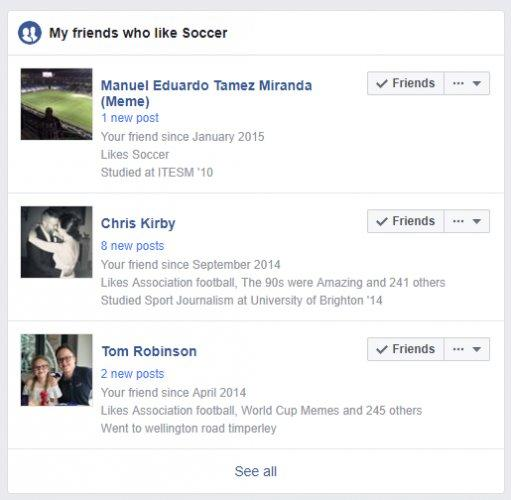 My friends who like Soccer
Manuel Eduardo Tamez Miranda
(Meme)
Friends
1 new post
Your friend since January 2015
Likes Soccer
Studied at ITESM '10
Chris Kirby
Friends
8 new posts
Your friend since September 2014
Likes Association football, The 90s were Amazing and 241 others
Studied Sport Journalism at University of Brighton '14
Tom Robinson
Friends
2 new posts
Your friend since April 2014
Likes Association football, World Cup Memes and 245 others
Went to wellington road timperley
See all